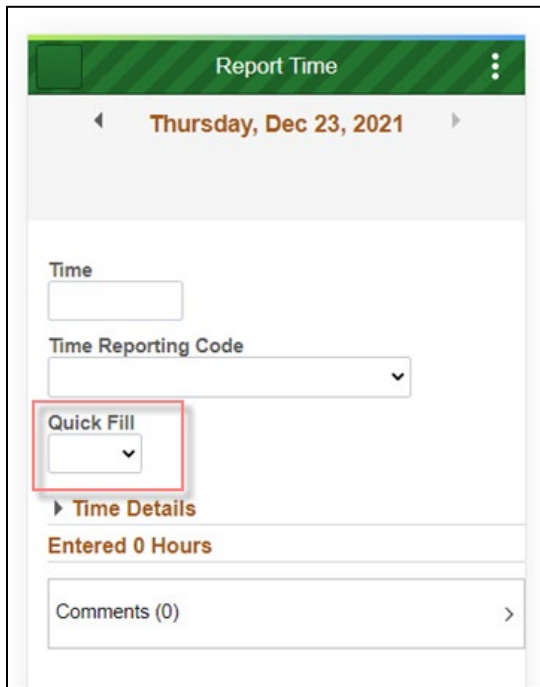 Report Time
Thursday, Dec 23, 2021
Time
Time Reporting Code
Quick Fill
Time Details
Entered 0 Hours
Comments (0)